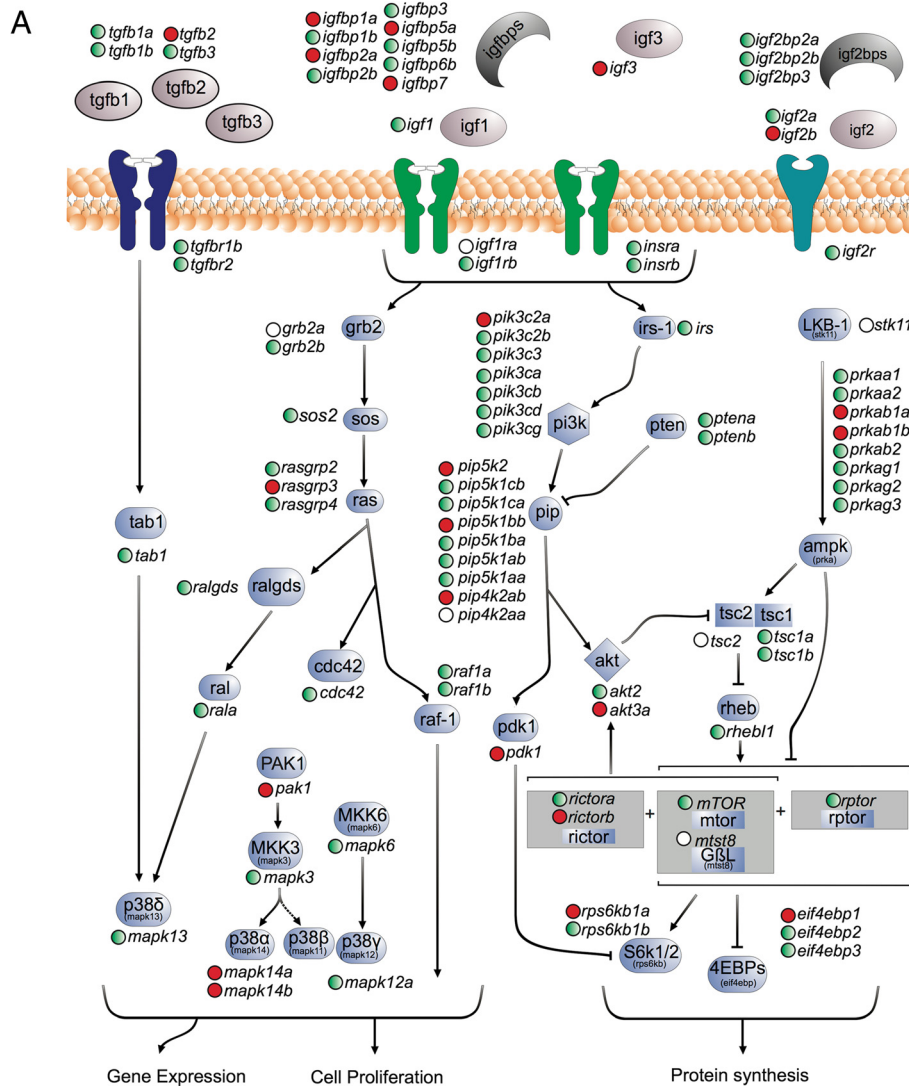 A
tgfb1a
tgfb1b
tgfb2
tgfb3
tgfb1
tgfb2
tgfb3
igfbp1a
igfbp1b
igfbp2a
igfbp2b
igfbp3
igfbp5a
igfbp5b
igfbp6b
igfbp7
igfbps
igf1
igf1
igf3
igf3
igf2bp2a
igf2bp2b
igf2bp3
igf2bps
igf2a
igf2b
igf2
tgfbr1b
tgfbr2
igf1ra
igf1rb
insra
insrb
igf2r
grb2a
grb2b
grb2
pik3c2a
pik3c2b
pik3c3
pik3ca
pik3cb
pik3cd
pik3cg
irs-1
irs
LKB-1
(stk11)
stk11
sos2
sos
pi3k
pten
ptena
ptenb
prkaa1
prkaa2
prkab1a
prkab1b
prkab2
prkag1
prkag2
prkag3
rasgrp2
rasgrp3
rasgrp4
ras
pip5k2
pip5k1cb
pip5k1ca
pip5k1bb
pip5k1ba
pip5k1ab
pip5k1aa
pip4k2ab
pip4k2aa
pip
tab1
tab1
ampk
(prka)
ralgds
ralgds
tsc2
tsc1
tsc2
tsc1a
tsc1b
cdc42
cdc42
akt
akt2
akt3a
ral
rala
raf1a
raf1b
raf-1
pdk1
pdk1
rheb
rhebl1
PAK1
pak1
rictora
rictorb
rictor
+
mTOR
mtor
mtst8
GßL
(mtst8)
+
rptor
rptor
MKK3
(mapk3)
mapk3
MKK6
(mapk6)
mapk6
p38δ
(mapk13)
mapk13
p38α
(mapk14)
p38β
(mapk11)
p38γ
(mapk12)
mapk14a
mapk14b
mapk12a
rps6kb1a
rps6kb1b
S6k1/2
(rps6kb)
4EBPs
(eif4ebp)
eif4ebp1
eif4ebp2
eif4ebp3
Gene Expression
Cell Proliferation
Protein synthesis